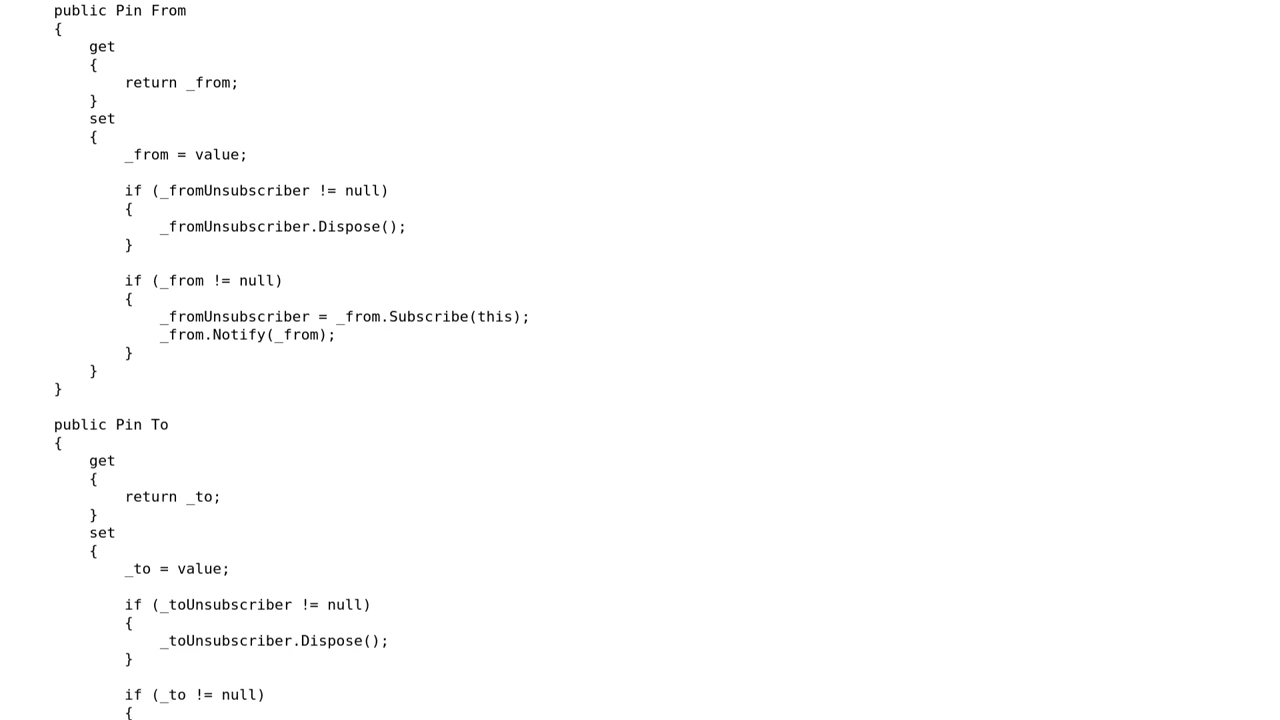 public Pin From
{
    get
    {
        return _from;
    }
    set
    {
        _from = value;

        if (_fromUnsubscriber != null)
        {
            _fromUnsubscriber.Dispose();
        }

        if (_from != null)
        {
            _fromUnsubscriber = _from.Subscribe(this);
            _from.Notify(_from);
        }
    }
}

public Pin To
{
    get
    {
        return _to;
    }
    set
    {
        _to = value;

        if (_toUnsubscriber != null)
        {
            _toUnsubscriber.Dispose();
        }

        if (_to != null)
        {